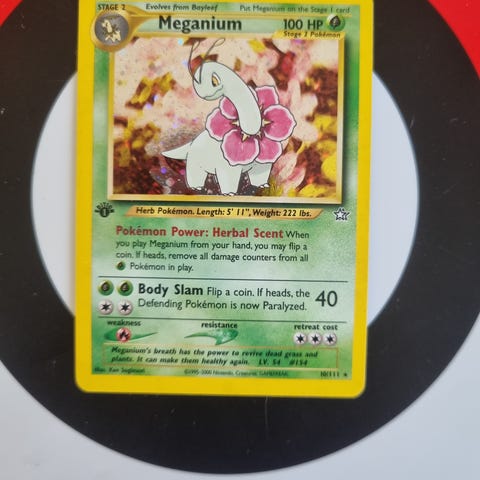 STAGE 2 Evolves from Bayleef Put Meganium on the Stage 1 card
Meganium 100 HP
Stage 2 Pokémon
EDITION
1
Herb Pokémon. Length: 5' 11", Weight: 222 lbs.
Pokémon Power: Herbal Scent When
you play Meganium from your hand, you may flip
a coin. If heads, remove all damage counters from all
Pokémon in play.
Body Slam Flip a coin. If heads, the
Defending Pokémon is now Paralyzed. 40
weakness resistance retreat cost
Meganium's breath has the power to revive dead grass and
plants. It can make them healthy again. LV. 54 #154
Illus. Ken Sugimori ©1995-2000 Nintendo, Creatures, GAMEFREAK. 10/111